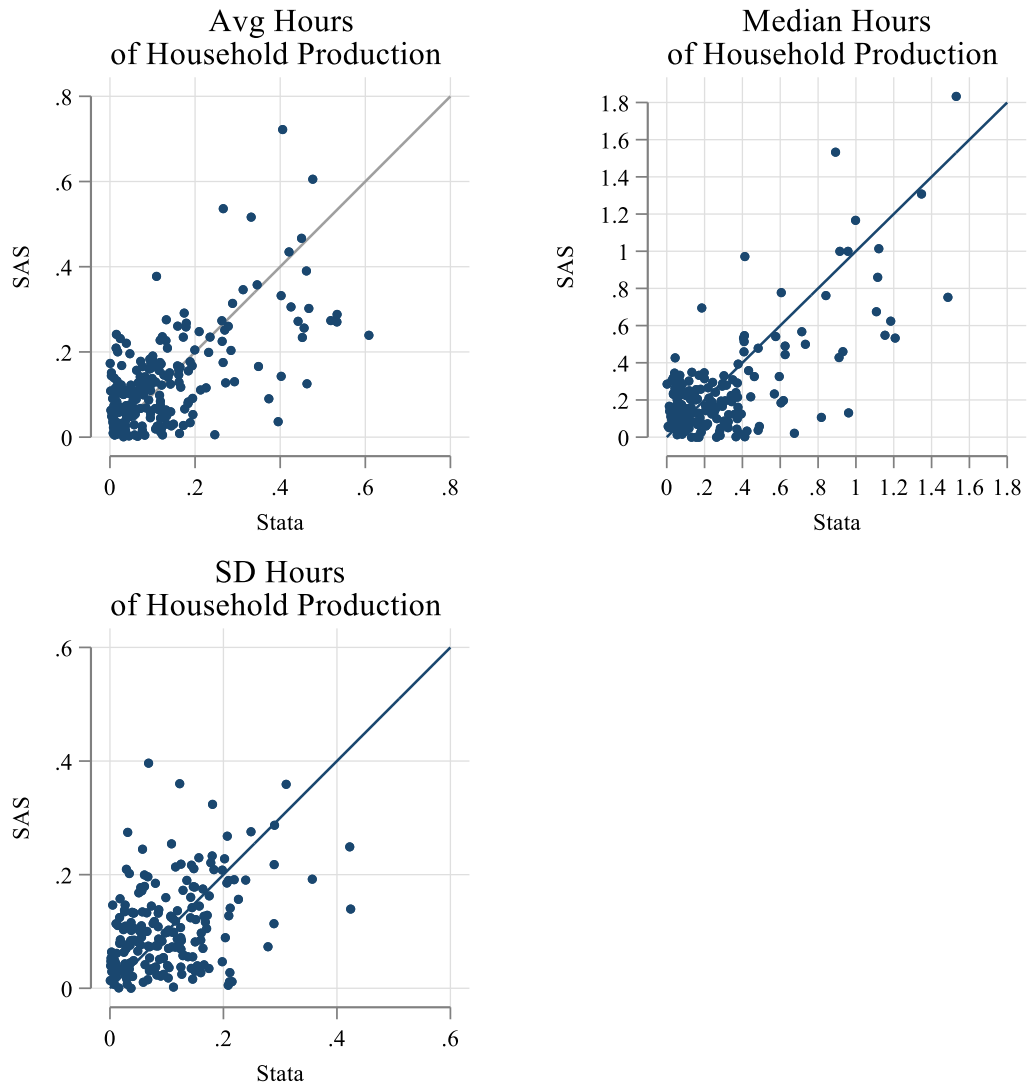 Avg Hours
of Household Production
.8
.6
.4
.2
0
SAS
0 .2 .4 .6 .8
Stata
Median Hours
of Household Production
1.8
1.6
1.4
1.2
1
.8
.6
.4
.2
0
SAS
0 .2 .4 .6 .8 1 1.2 1.4 1.6 1.8
Stata
SD Hours
of Household Production
.6
.4
.2
0
SAS
0 .2 .4 .6
Stata